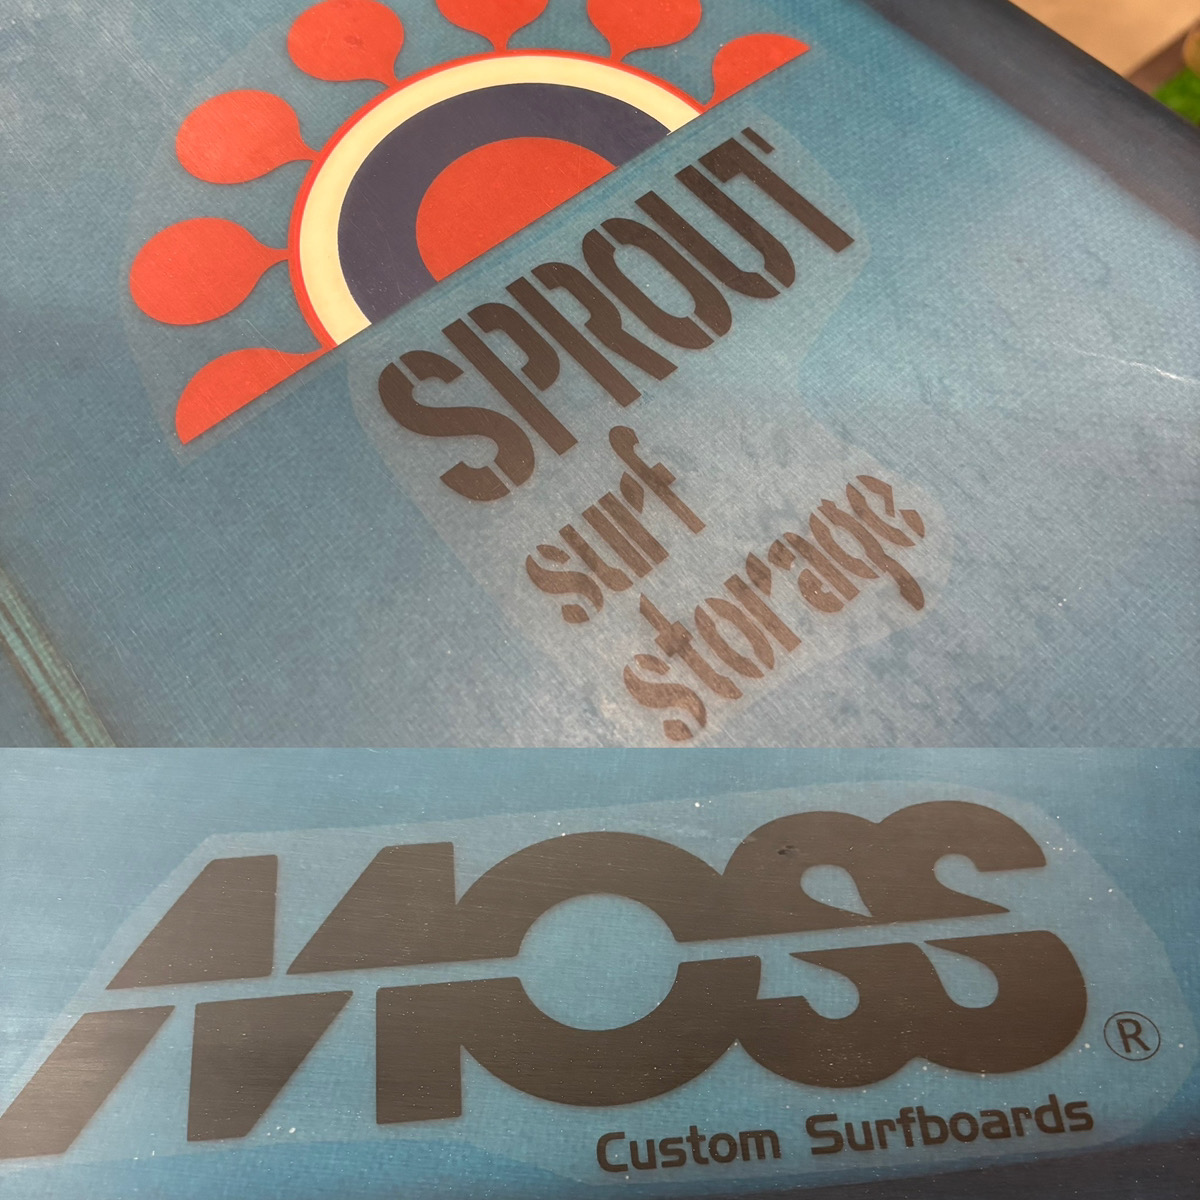 SPROUT
surf
storage
MOSS®
Custom Surfboards